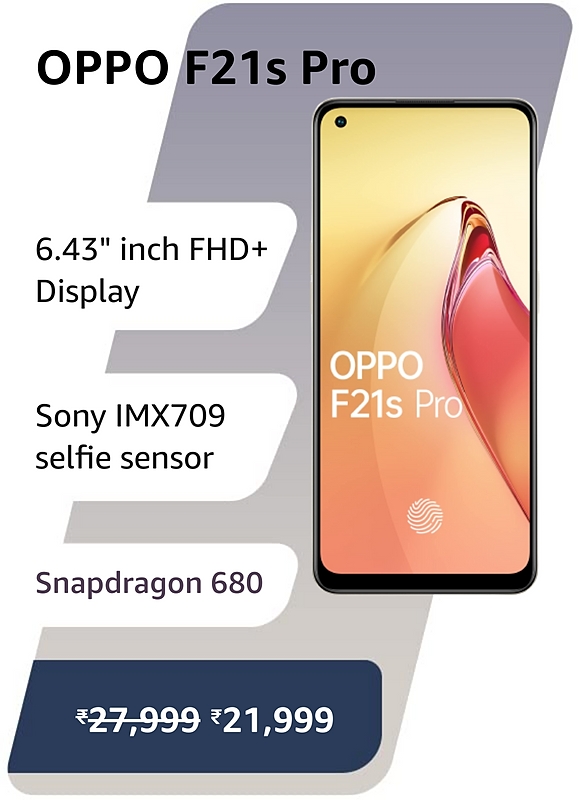 OPPO F21s Pro
6.43" inch FHD+
Display
Sony IMX709
selfie sensor
Snapdragon 680
OPPO
F21s Pro
₹27,999 ₹21,999